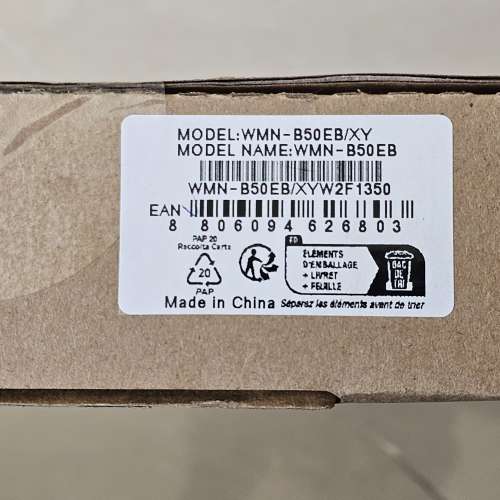 MODEL:WMN-B50EB/XY
MODEL NAME:WMN-B50EB
WMN-B50EB/XYW2F1350
EAN
8 806094 626803
PAP 20
Raccolta Carta
20
PAP
FR
ÉLÉMENTS
D'EMBALLAGE
+ LIVRET
+ FEUILLE
BAC
DE
TRI
Made in China Séparez les éléments avant de trier